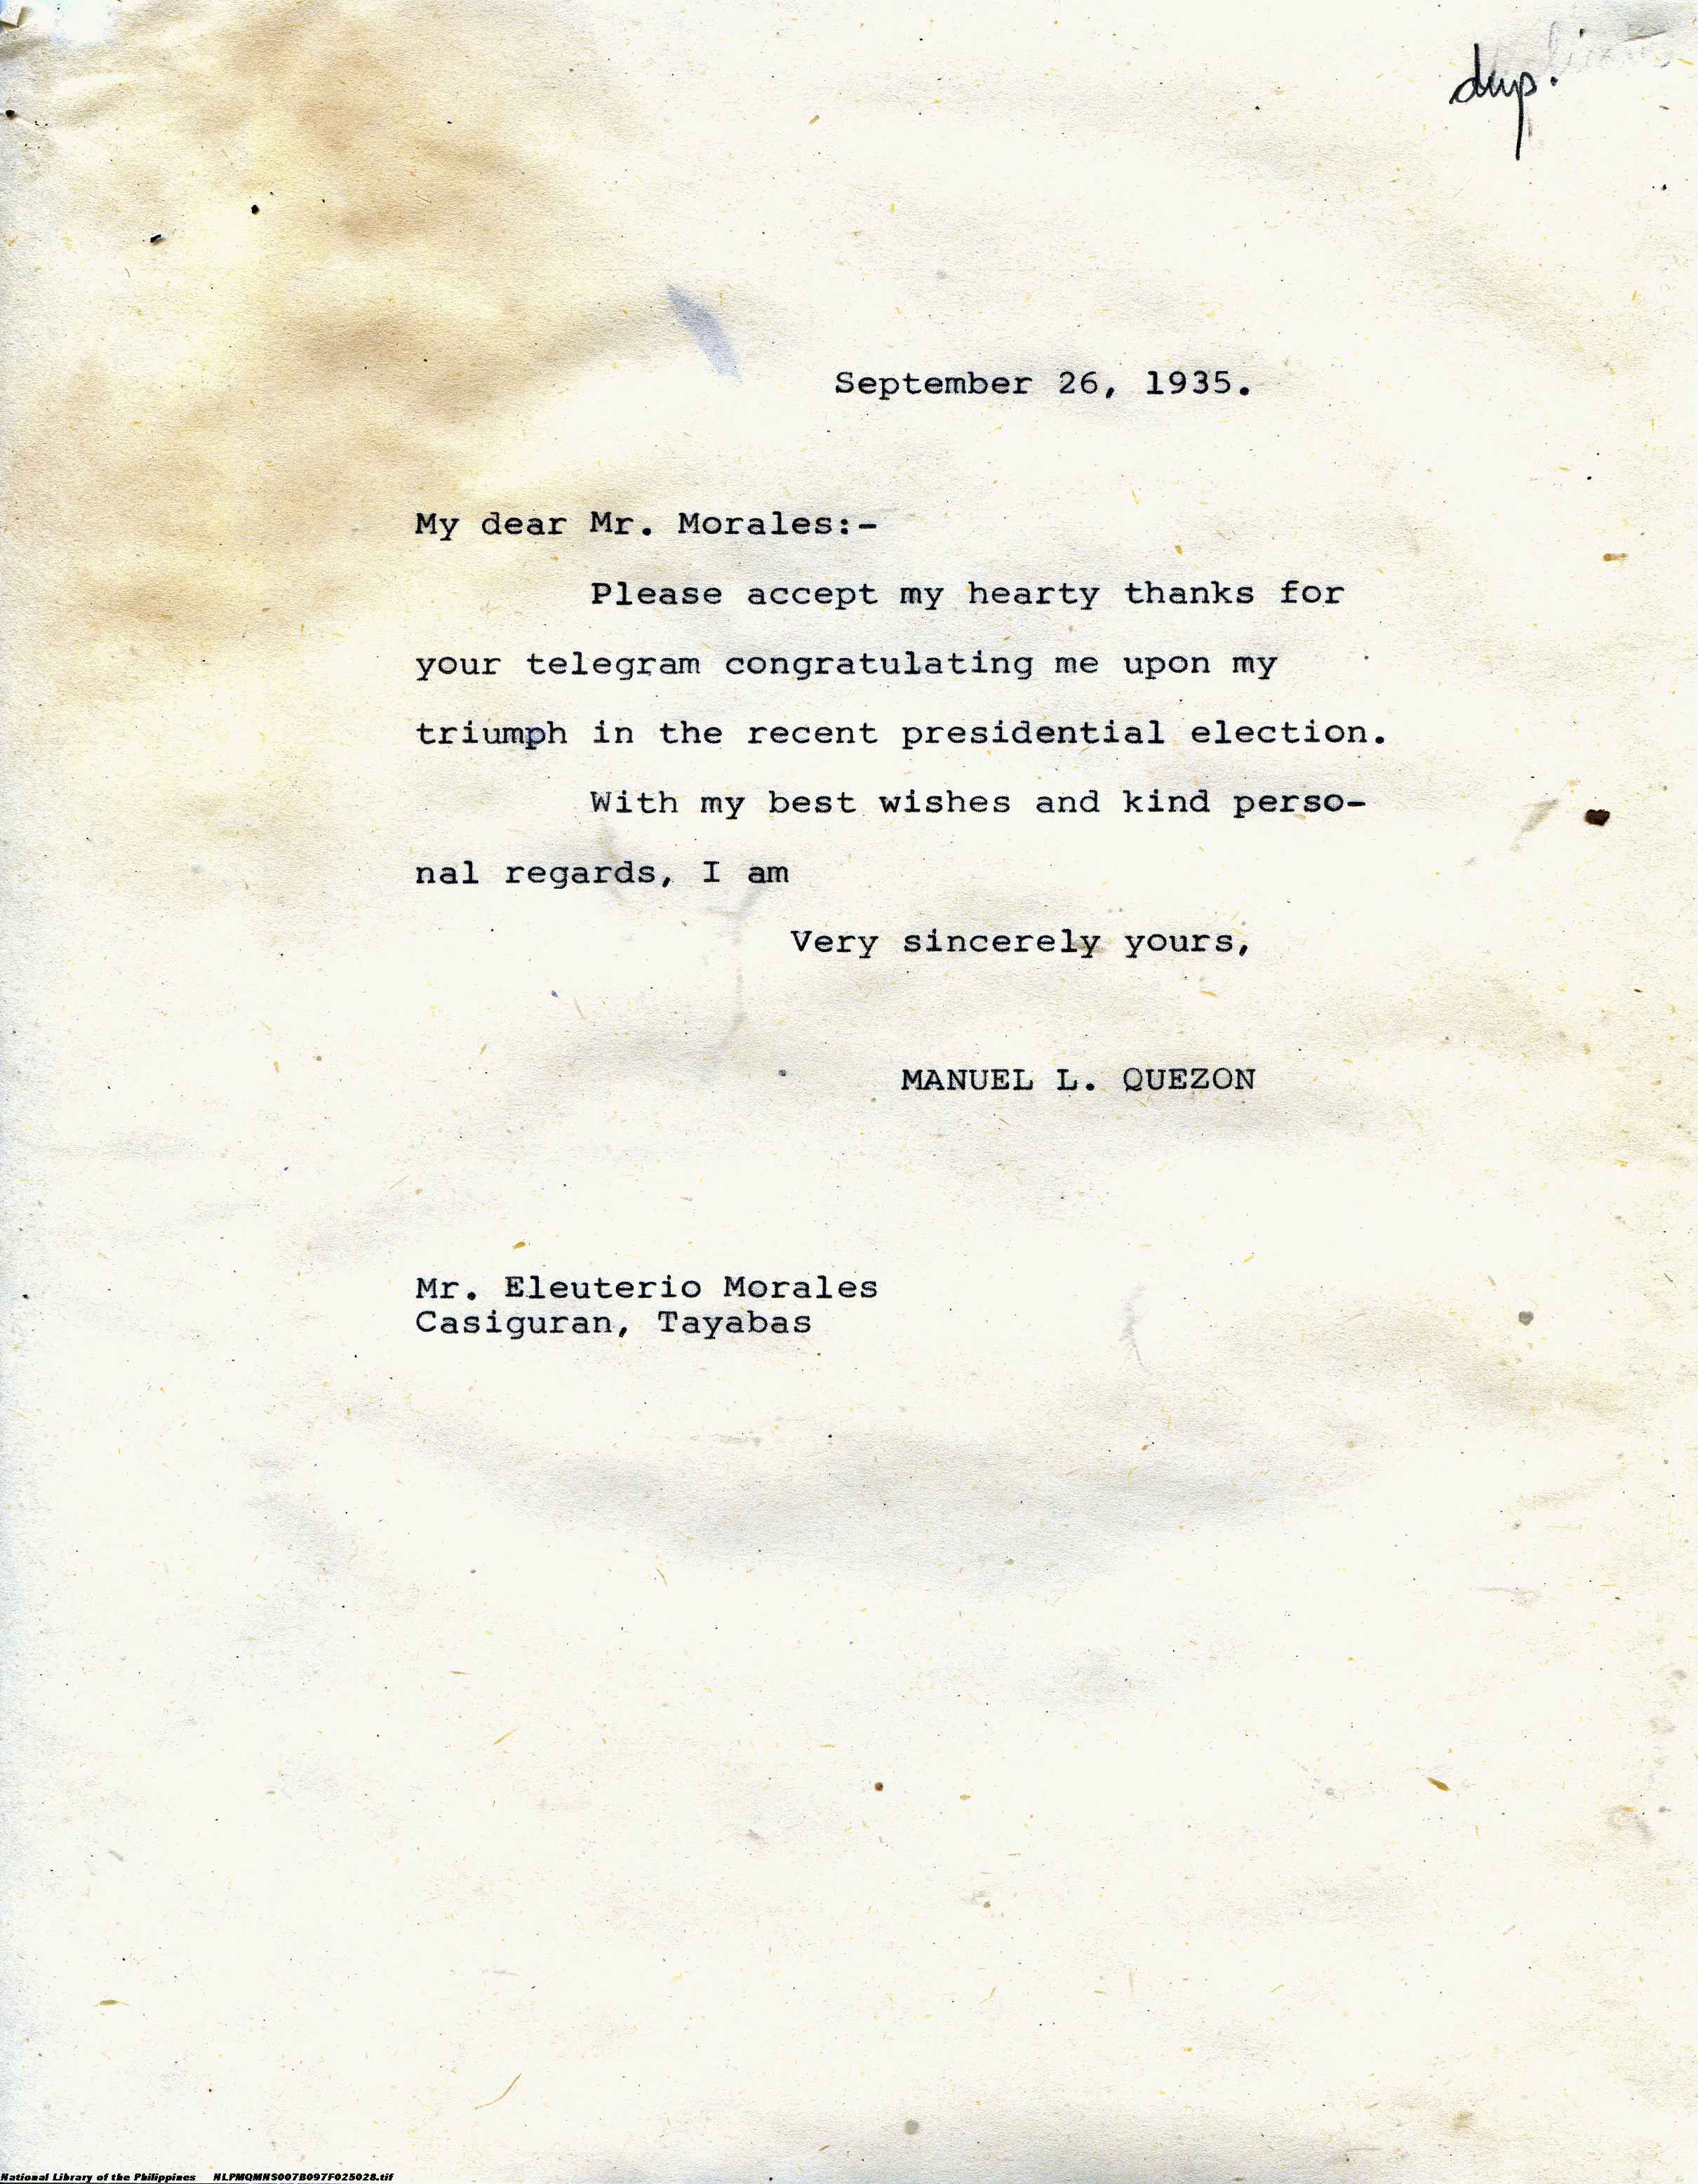 dup.
September 26, 1935.
My dear Mr. Morales:-
Please accept my hearty thanks for
your telegram congratulating me upon my
triumph in the recent presidential election.
With my best wishes and kind perso-
nal regards, I am
Very sincerely yours,
MANUEL L. QUEZON
Mr. Eleuterio Morales
Casiguran, Tayabas
National Library of the Philippines NLPMQMNS007B097F025028.tif